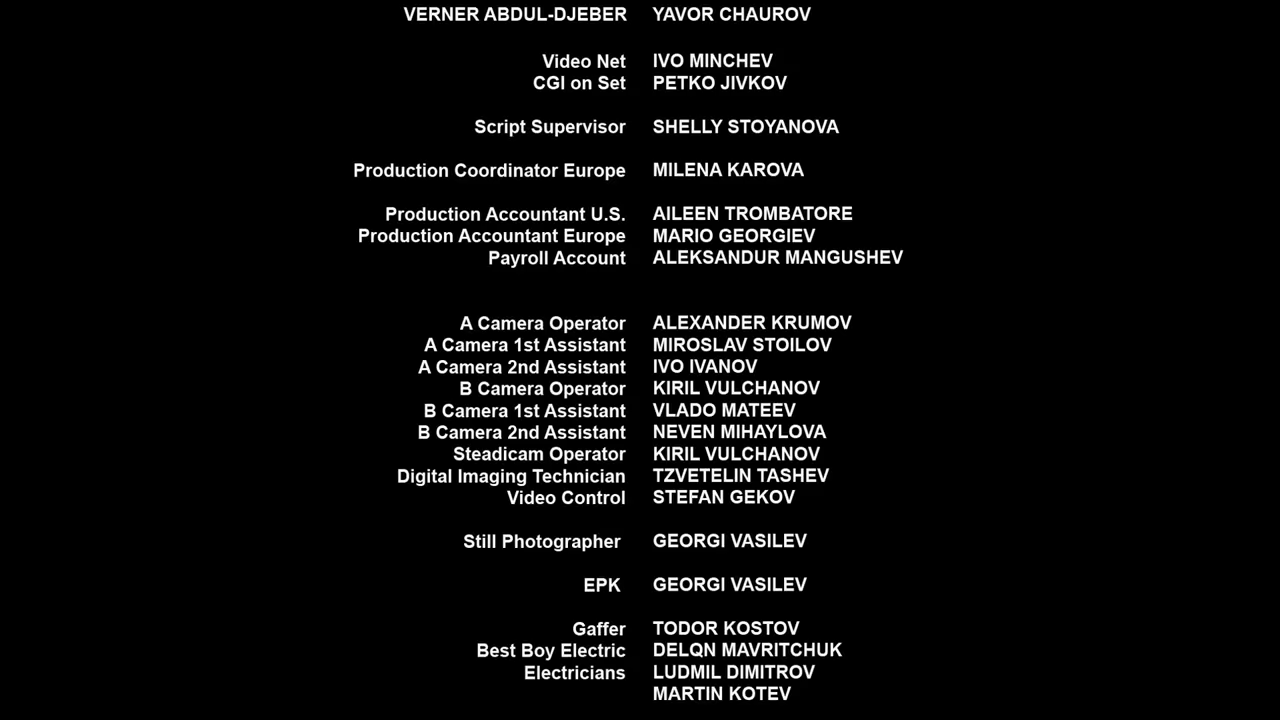 VERNER ABDUL-DJEBER YAVOR CHAUROV
Video Net IVO MINCHEV
CGI on Set PETKO JIVKOV
Script Supervisor SHELLY STOYANOVA
Production Coordinator Europe MILENA KAROVA
Production Accountant U.S. AILEEN TROMBATORE
Production Accountant Europe MARIO GEORGIEV
Payroll Account ALEKSANDUR MANGUSHEV
A Camera Operator ALEXANDER KRUMOV
A Camera 1st Assistant MIROSLAV STOILOV
A Camera 2nd Assistant IVO IVANOV
B Camera Operator KIRIL VULCHANOV
B Camera 1st Assistant VLADO MATEEV
B Camera 2nd Assistant NEVEN MIHAYLOVA
Steadicam Operator KIRIL VULCHANOV
Digital Imaging Technician TZVETELIN TASHEV
Video Control STEFAN GEKOV
Still Photographer GEORGI VASILEV
EPK GEORGI VASILEV
Gaffer TODOR KOSTOV
Best Boy Electric DELQN MAVRITCHUK
Electricians LUDMIL DIMITROV
MARTIN KOTEV